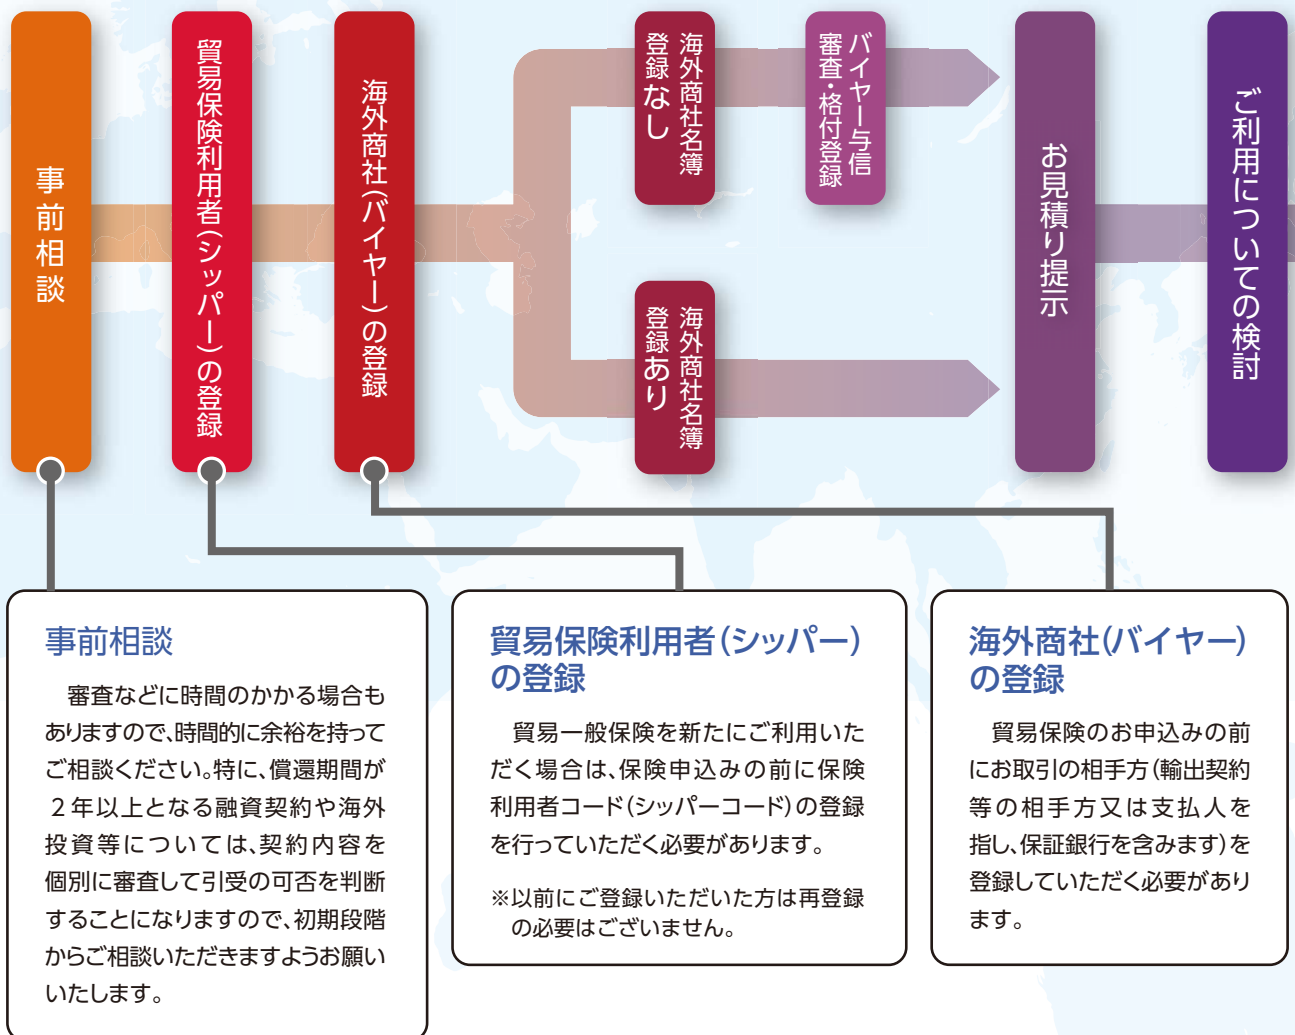 事前相談
貿易保険利用者(シッパー)の登録
海外商社(バイヤー)の登録
海外商社名簿
登録なし
バイヤー与信
審査・格付登録
海外商社名簿
登録あり
お見積り提示
ご利用についての検討
事前相談
審査などに時間のかかる場合も
ありますので、時間的に余裕を持って
ご相談ください。特に、償還期間が
2年以上となる融資契約や海外
投資等については、契約内容を
個別に審査して引受の可否を判断
することになりますので、初期段階
からご相談いただきますようお願い
いたします。
貿易保険利用者(シッパー)
の登録
貿易一般保険を新たにご利用いた
だく場合は、保険申込みの前に保険
利用者コード(シッパーコード)の登録
を行っていただく必要があります。
※以前にご登録いただいた方は再登録
の必要はございません。
海外商社(バイヤー)
の登録
貿易保険のお申込みの前
にお取引の相手方(輸出契約
等の相手方又は支払人を
指し、保証銀行を含みます)を
登録していただく必要があり
ます。